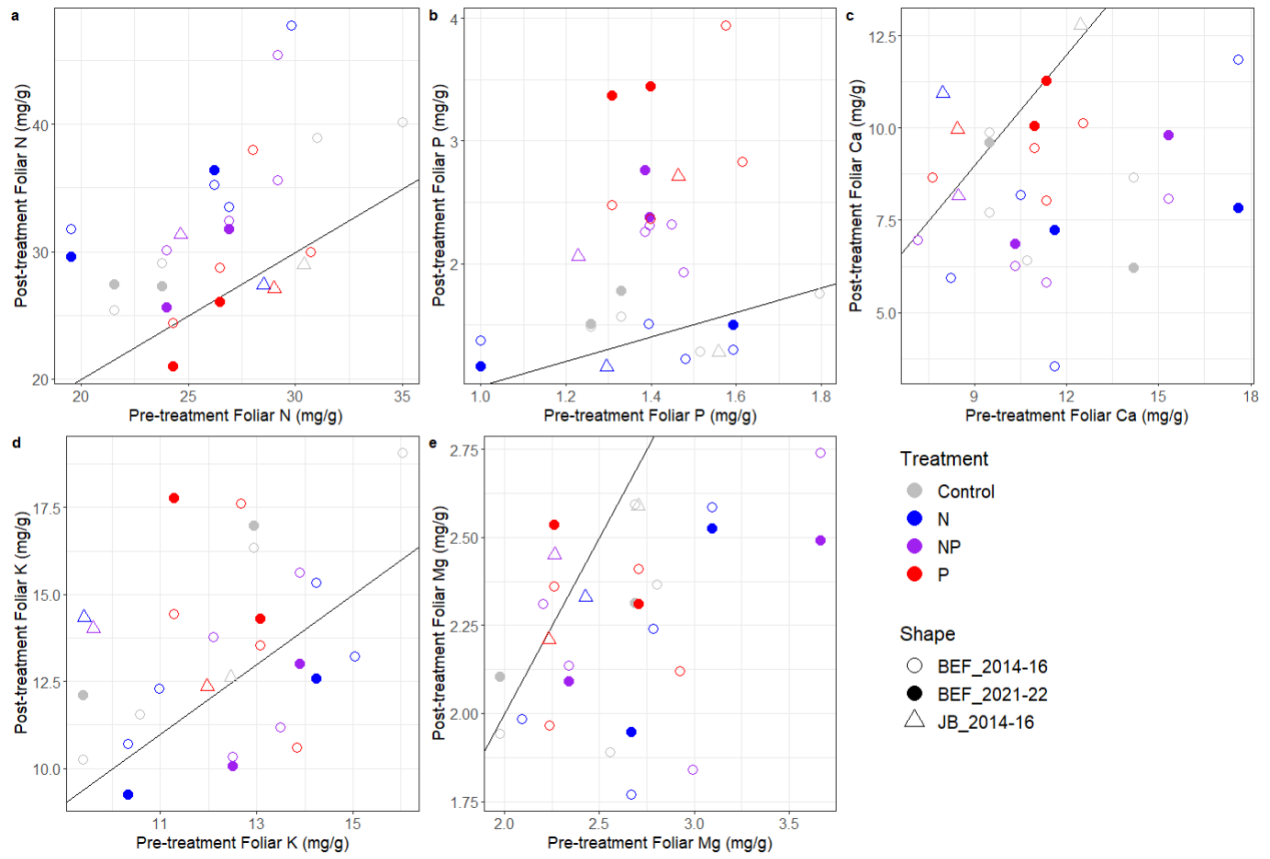 a
40
30
20
20
25
30
35
Post-treatment Foliar N (mg/g)
Pre-treatment Foliar N (mg/g)
b
4
3
2
1.0
1.2
1.4
1.6
1.8
Post-treatment Foliar P (mg/g)
Pre-treatment Foliar P (mg/g)
c
12.5
10.0
7.5
5.0
9
12
15
18
Post-treatment Foliar Ca (mg/g)
Pre-treatment Foliar Ca (mg/g)
d
17.5
15.0
12.5
10.0
11
13
15
Post-treatment Foliar K (mg/g)
Pre-treatment Foliar K (mg/g)
e
2.75
2.50
2.25
2.00
1.75
2.0
2.5
3.0
3.5
Post-treatment Foliar Mg (mg/g)
Pre-treatment Foliar Mg (mg/g)
Treatment
Control
N
NP
P
Shape
BEF_2014-16
BEF_2021-22
JB_2014-16